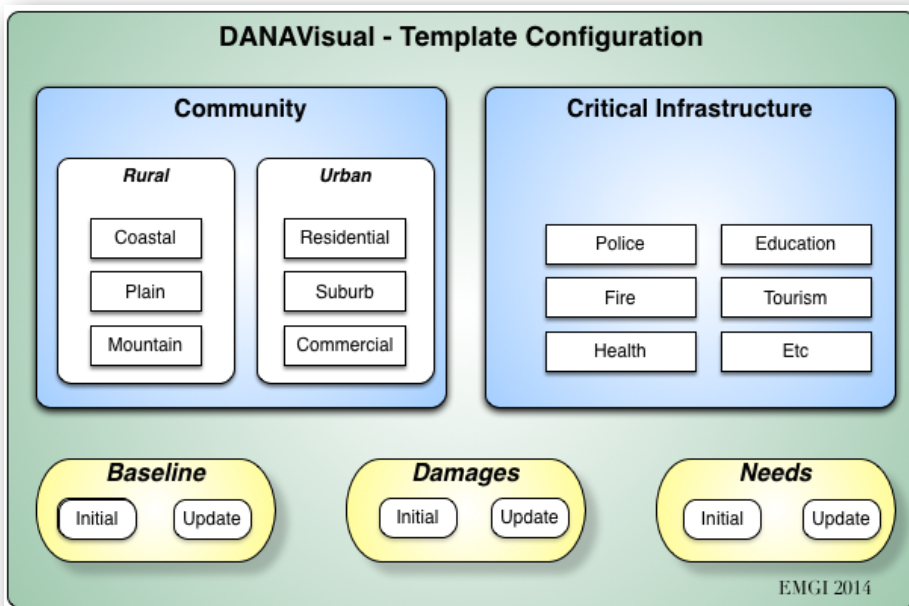 DANAVisual - Template Configuration
Community
Rural
Coastal
Plain
Mountain
Urban
Residential
Suburb
Commercial
Critical Infrastructure
Police
Education
Fire
Tourism
Health
Etc
Baseline
Initial
Update
Damages
Initial
Update
Needs
Initial
Update
EMGI 2014